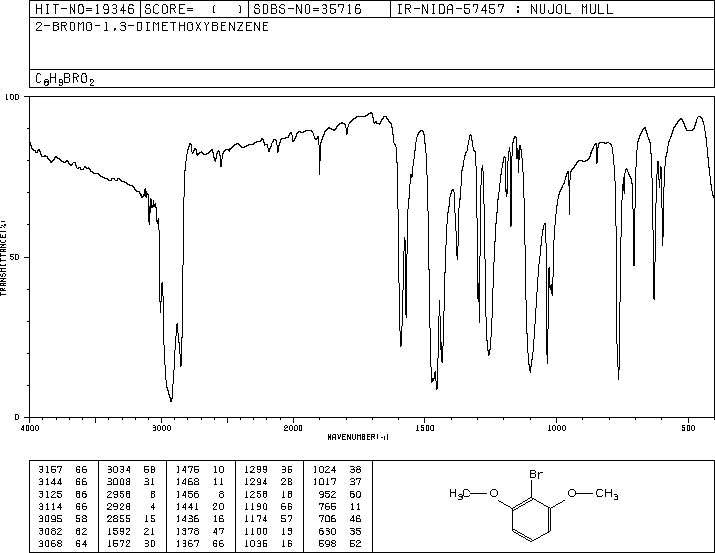 HIT-NO=19346 SCORE= ( ) SDBS-NO=35716 IR-NIDA-57457 : NUJOL MULL
2-BROMO-1,3-DIMETHOXYBENZENE
C8H9BRO2
100
TRANSMITTANCE(%)
50
0
4000 3000 2000 1500 1000 500
WAVENUMBER(-1)
3167 66 3034 58 1476 10 1299 36 1024 38
3144 66 3008 31 1468 11 1294 28 1017 37
3125 66 2958 6 1456 8 1258 18 952 60
3114 66 2928 4 1441 20 1190 66 766 11
3095 58 2855 15 1436 16 1174 57 706 46
3082 62 1592 21 1378 47 1100 13 630 35
3068 64 1572 30 1367 66 1036 16 598 52
Br
H3C O O CH3